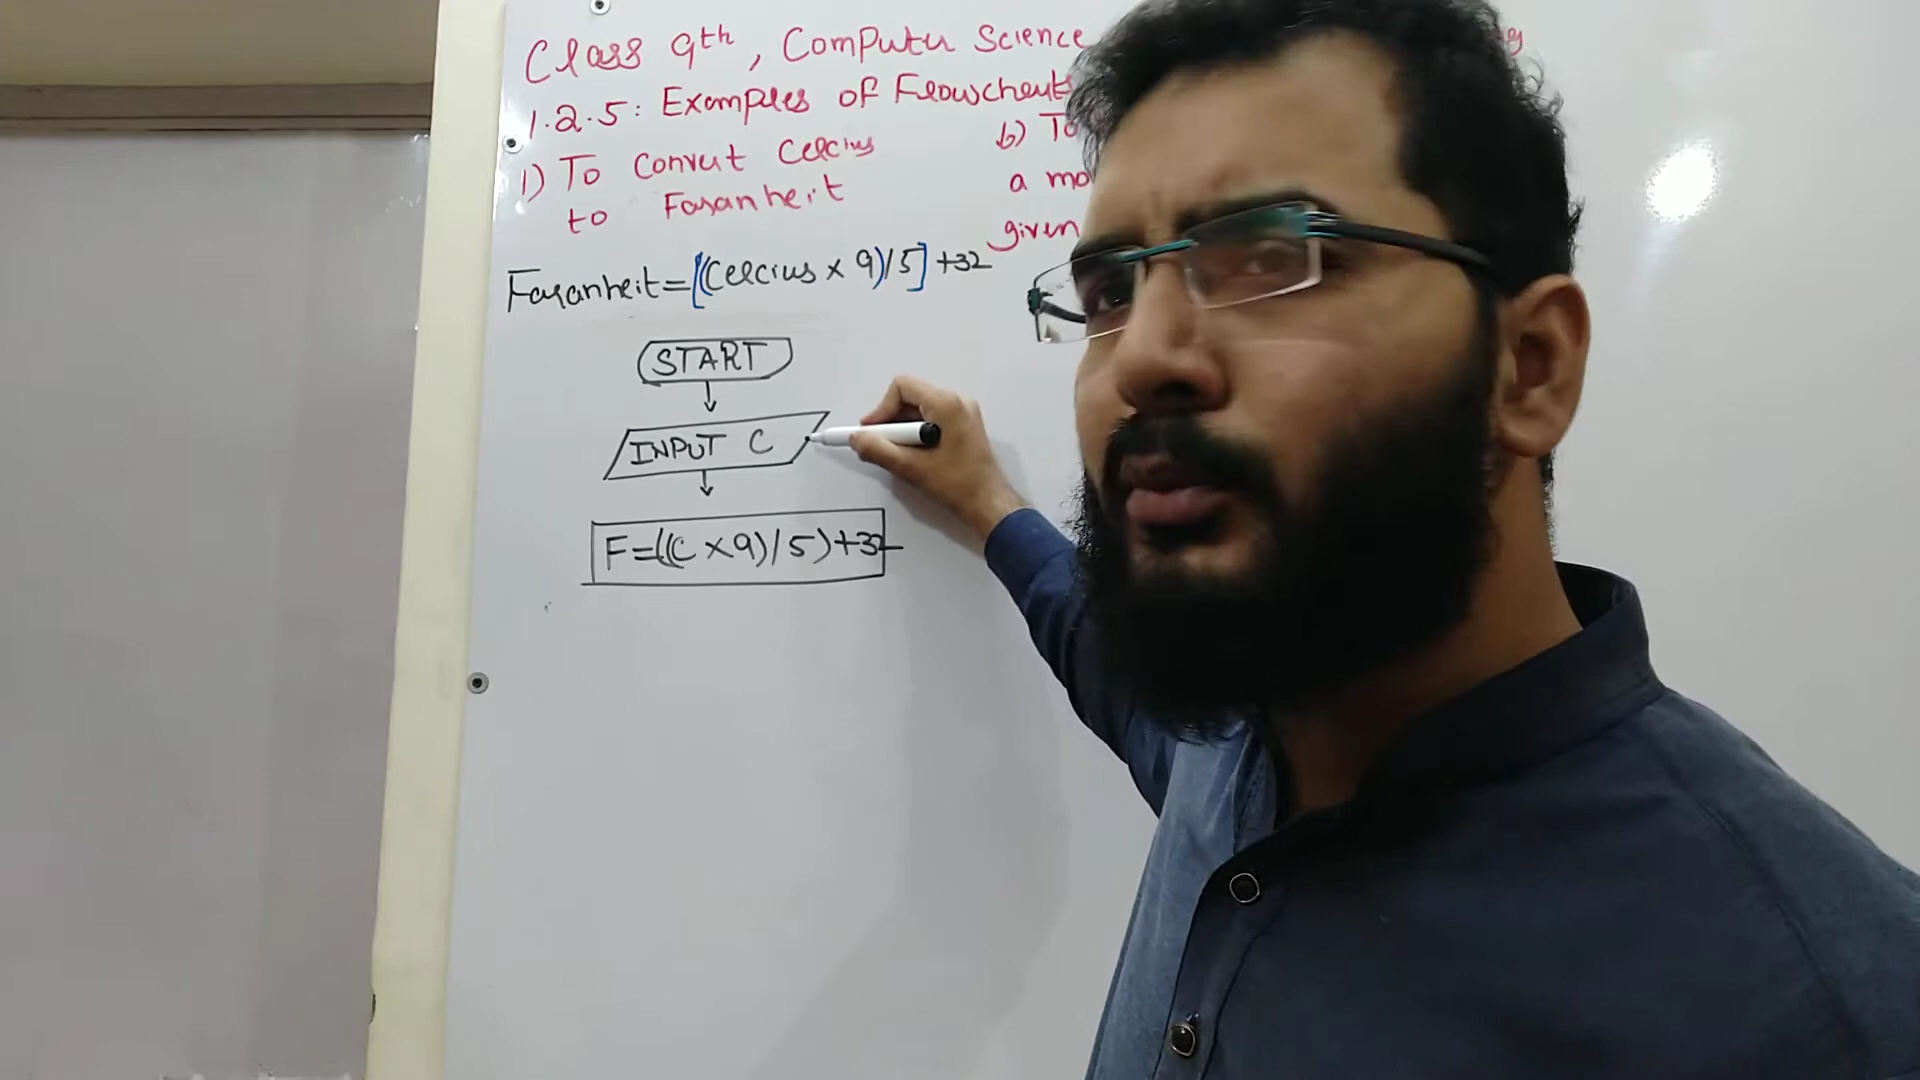 Class 9th, Computer Science
1.2.5: Examples of Flowcharts
1) To Convert Celcius
to Faranheit
b) To
a mo
given
Faranheit=[(Celcius × 9)/5] +32
START
INPUT C
F=((C × 9)/5)+32